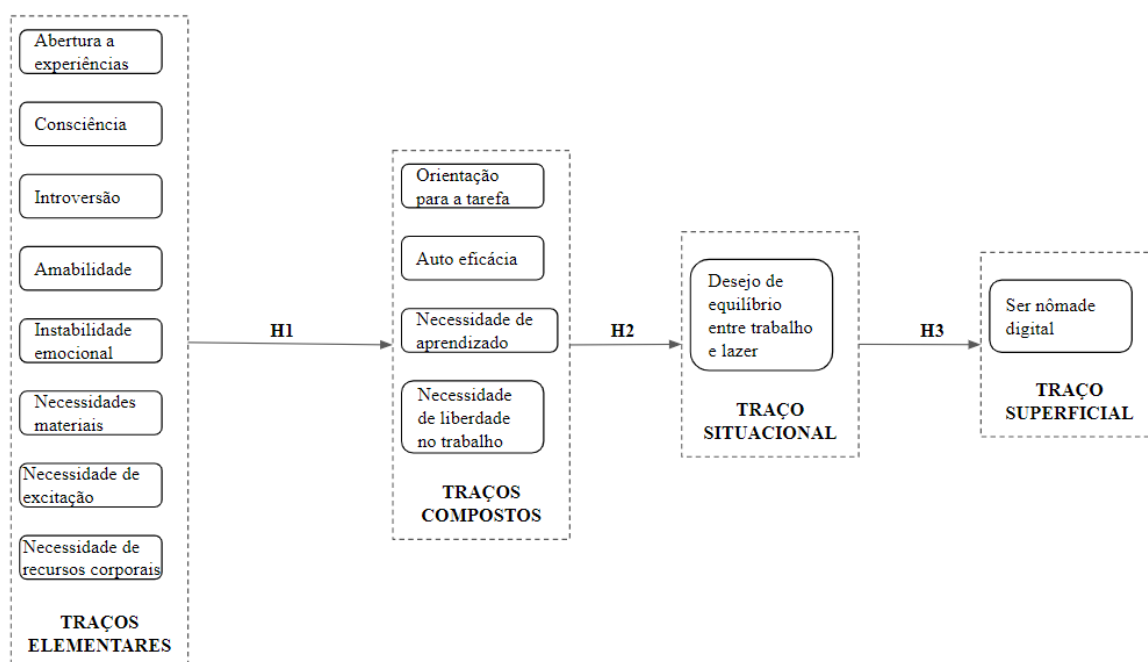 Abertura a
experiências
Consciência
Introversão
Amabilidade
Instabilidade
emocional
Necessidades
materiais
Necessidade de
excitação
Necessidade de
recursos corporais
TRAÇOS
ELEMENTARES
H1
Orientação
para a tarefa
Auto eficácia
Necessidade de
aprendizado
Necessidade
de liberdade
no trabalho
TRAÇOS
COMPOSTOS
H2
Desejo de
equilíbrio
entre trabalho
e lazer
TRAÇO
SITUACIONAL
H3
Ser nômade
digital
TRAÇO
SUPERFICIAL